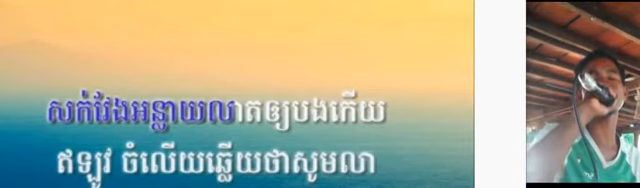 សក់វែងអន្លាយលាតឲ្យបងកើយ
ឥឡូវ ចំលើយឆ្លើយថាសូមលា